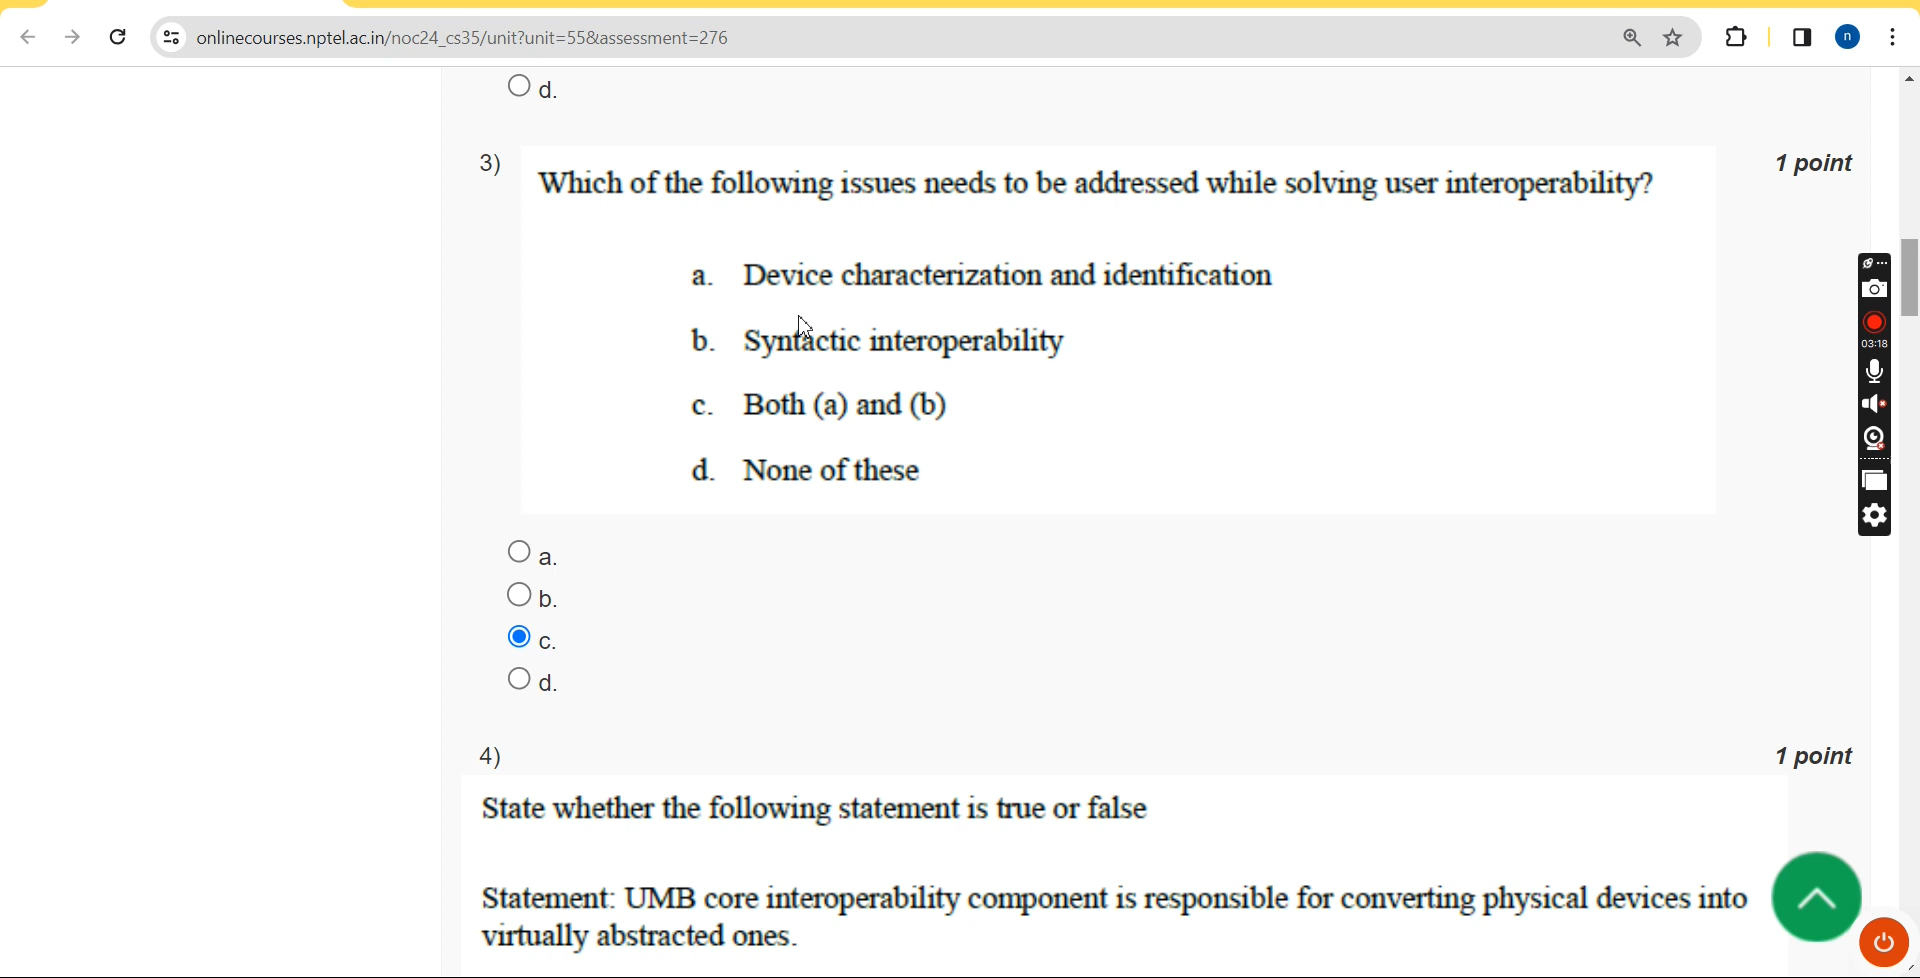 onlinecourses.nptel.ac.in/noc24_cs35/unit?unit=55&assessment=276
n
d.
3)
1 point
Which of the following issues needs to be addressed while solving user interoperability?
a. Device characterization and identification
b. Syntactic interoperability
c. Both (a) and (b)
d. None of these
03:18
a.
b.
c.
d.
4)
1 point
State whether the following statement is true or false
Statement: UMB core interoperability component is responsible for converting physical devices into
virtually abstracted ones.